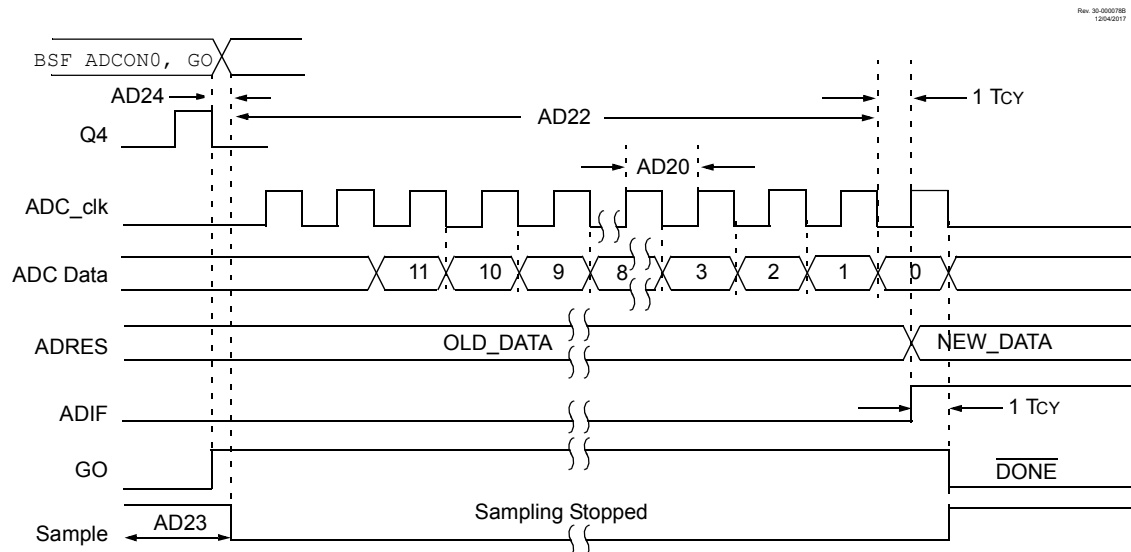 Rev. 30-000078B
12/04/2017
BSF ADCON0, GO
AD24
1 TCY
AD22
Q4
AD20
ADC_clk
ADC Data
11 10 9 8 3 2 1 0
ADRES
OLD_DATA
NEW_DATA
ADIF
1 TCY
GO
DONE
Sampling Stopped
AD23
Sample